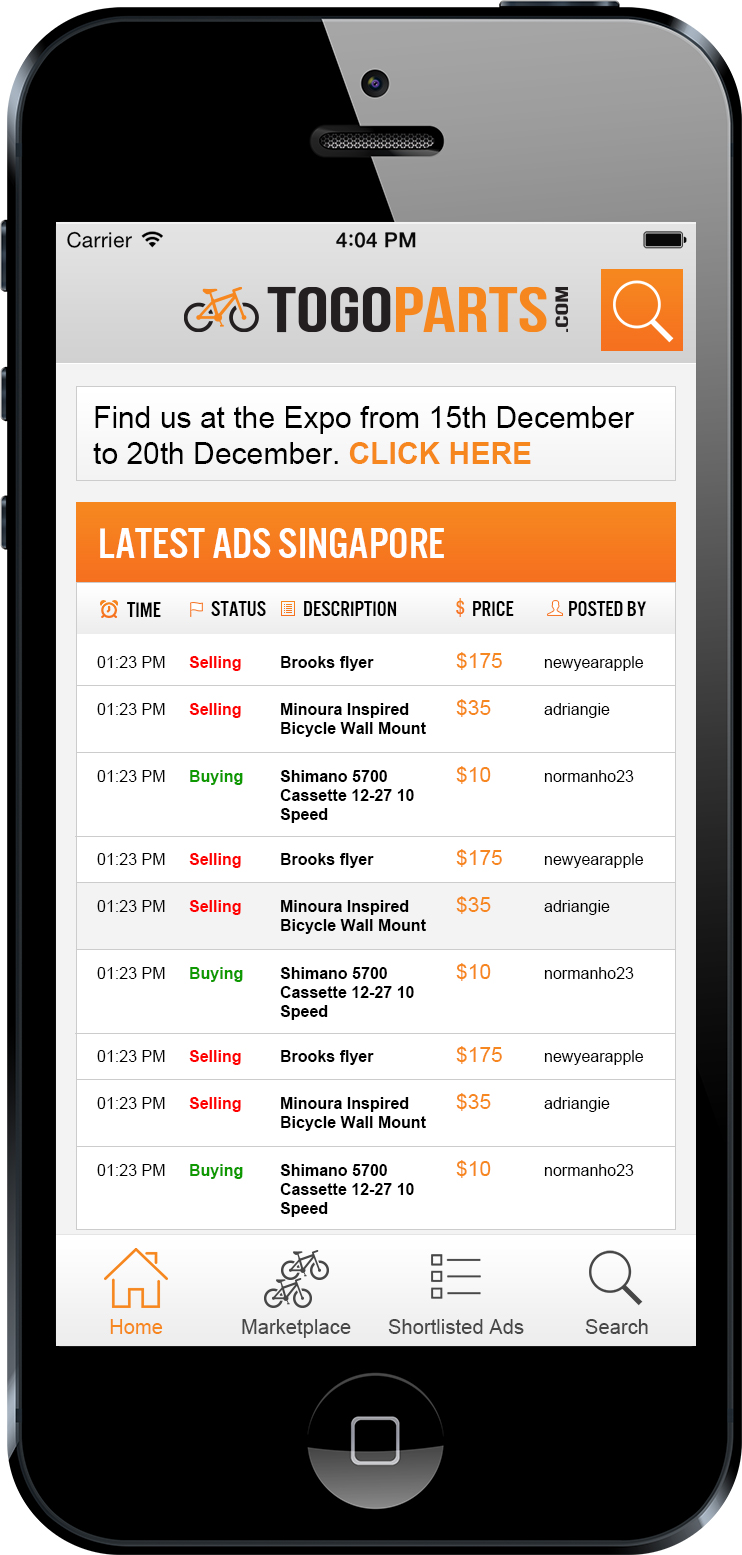 Carrier 4:04 PM
TOGOPARTS.COM
Find us at the Expo from 15th December
to 20th December. CLICK HERE
LATEST ADS SINGAPORE
TIME STATUS DESCRIPTION $ PRICE POSTED BY
01:23 PM Selling Brooks flyer $175 newyearapple
01:23 PM Selling Minoura Inspired $35 adriangie
Bicycle Wall Mount
01:23 PM Buying Shimano 5700 $10 normanho23
Cassette 12-27 10
Speed
01:23 PM Selling Brooks flyer $175 newyearapple
01:23 PM Selling Minoura Inspired $35 adriangie
Bicycle Wall Mount
01:23 PM Buying Shimano 5700 $10 normanho23
Cassette 12-27 10
Speed
01:23 PM Selling Brooks flyer $175 newyearapple
01:23 PM Selling Minoura Inspired $35 adriangie
Bicycle Wall Mount
01:23 PM Buying Shimano 5700 $10 normanho23
Cassette 12-27 10
Speed
Home Marketplace Shortlisted Ads Search